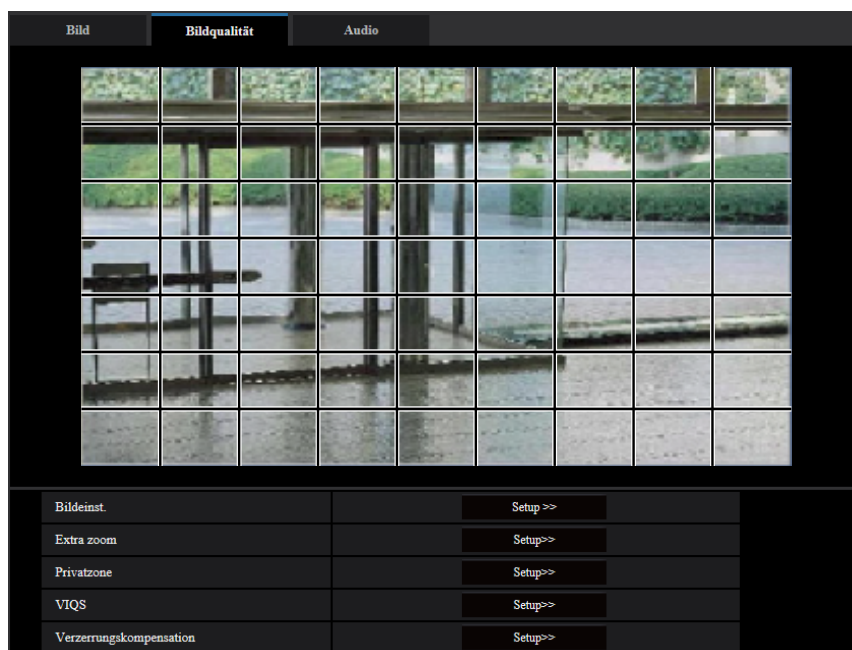 Bild Bildqualität Audio
Bildeinst. Setup >>
Extra zoom Setup>>
Privatzone Setup>>
VIQS Setup>>
Verzerrungskompensation Setup>>